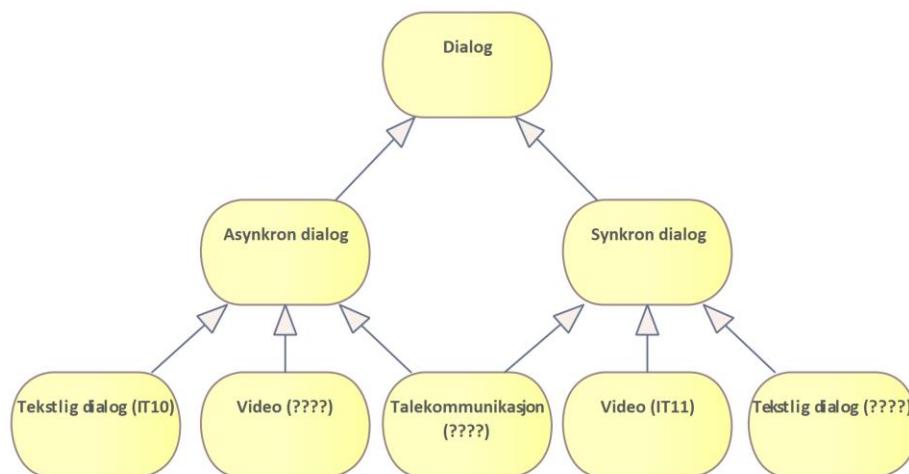 Dialog
Asynkron dialog
Synkron dialog
Tekstlig dialog (IT10)
Video (????)
Talekommunikasjon
(????)
Video (IT11)
Tekstlig dialog (????)